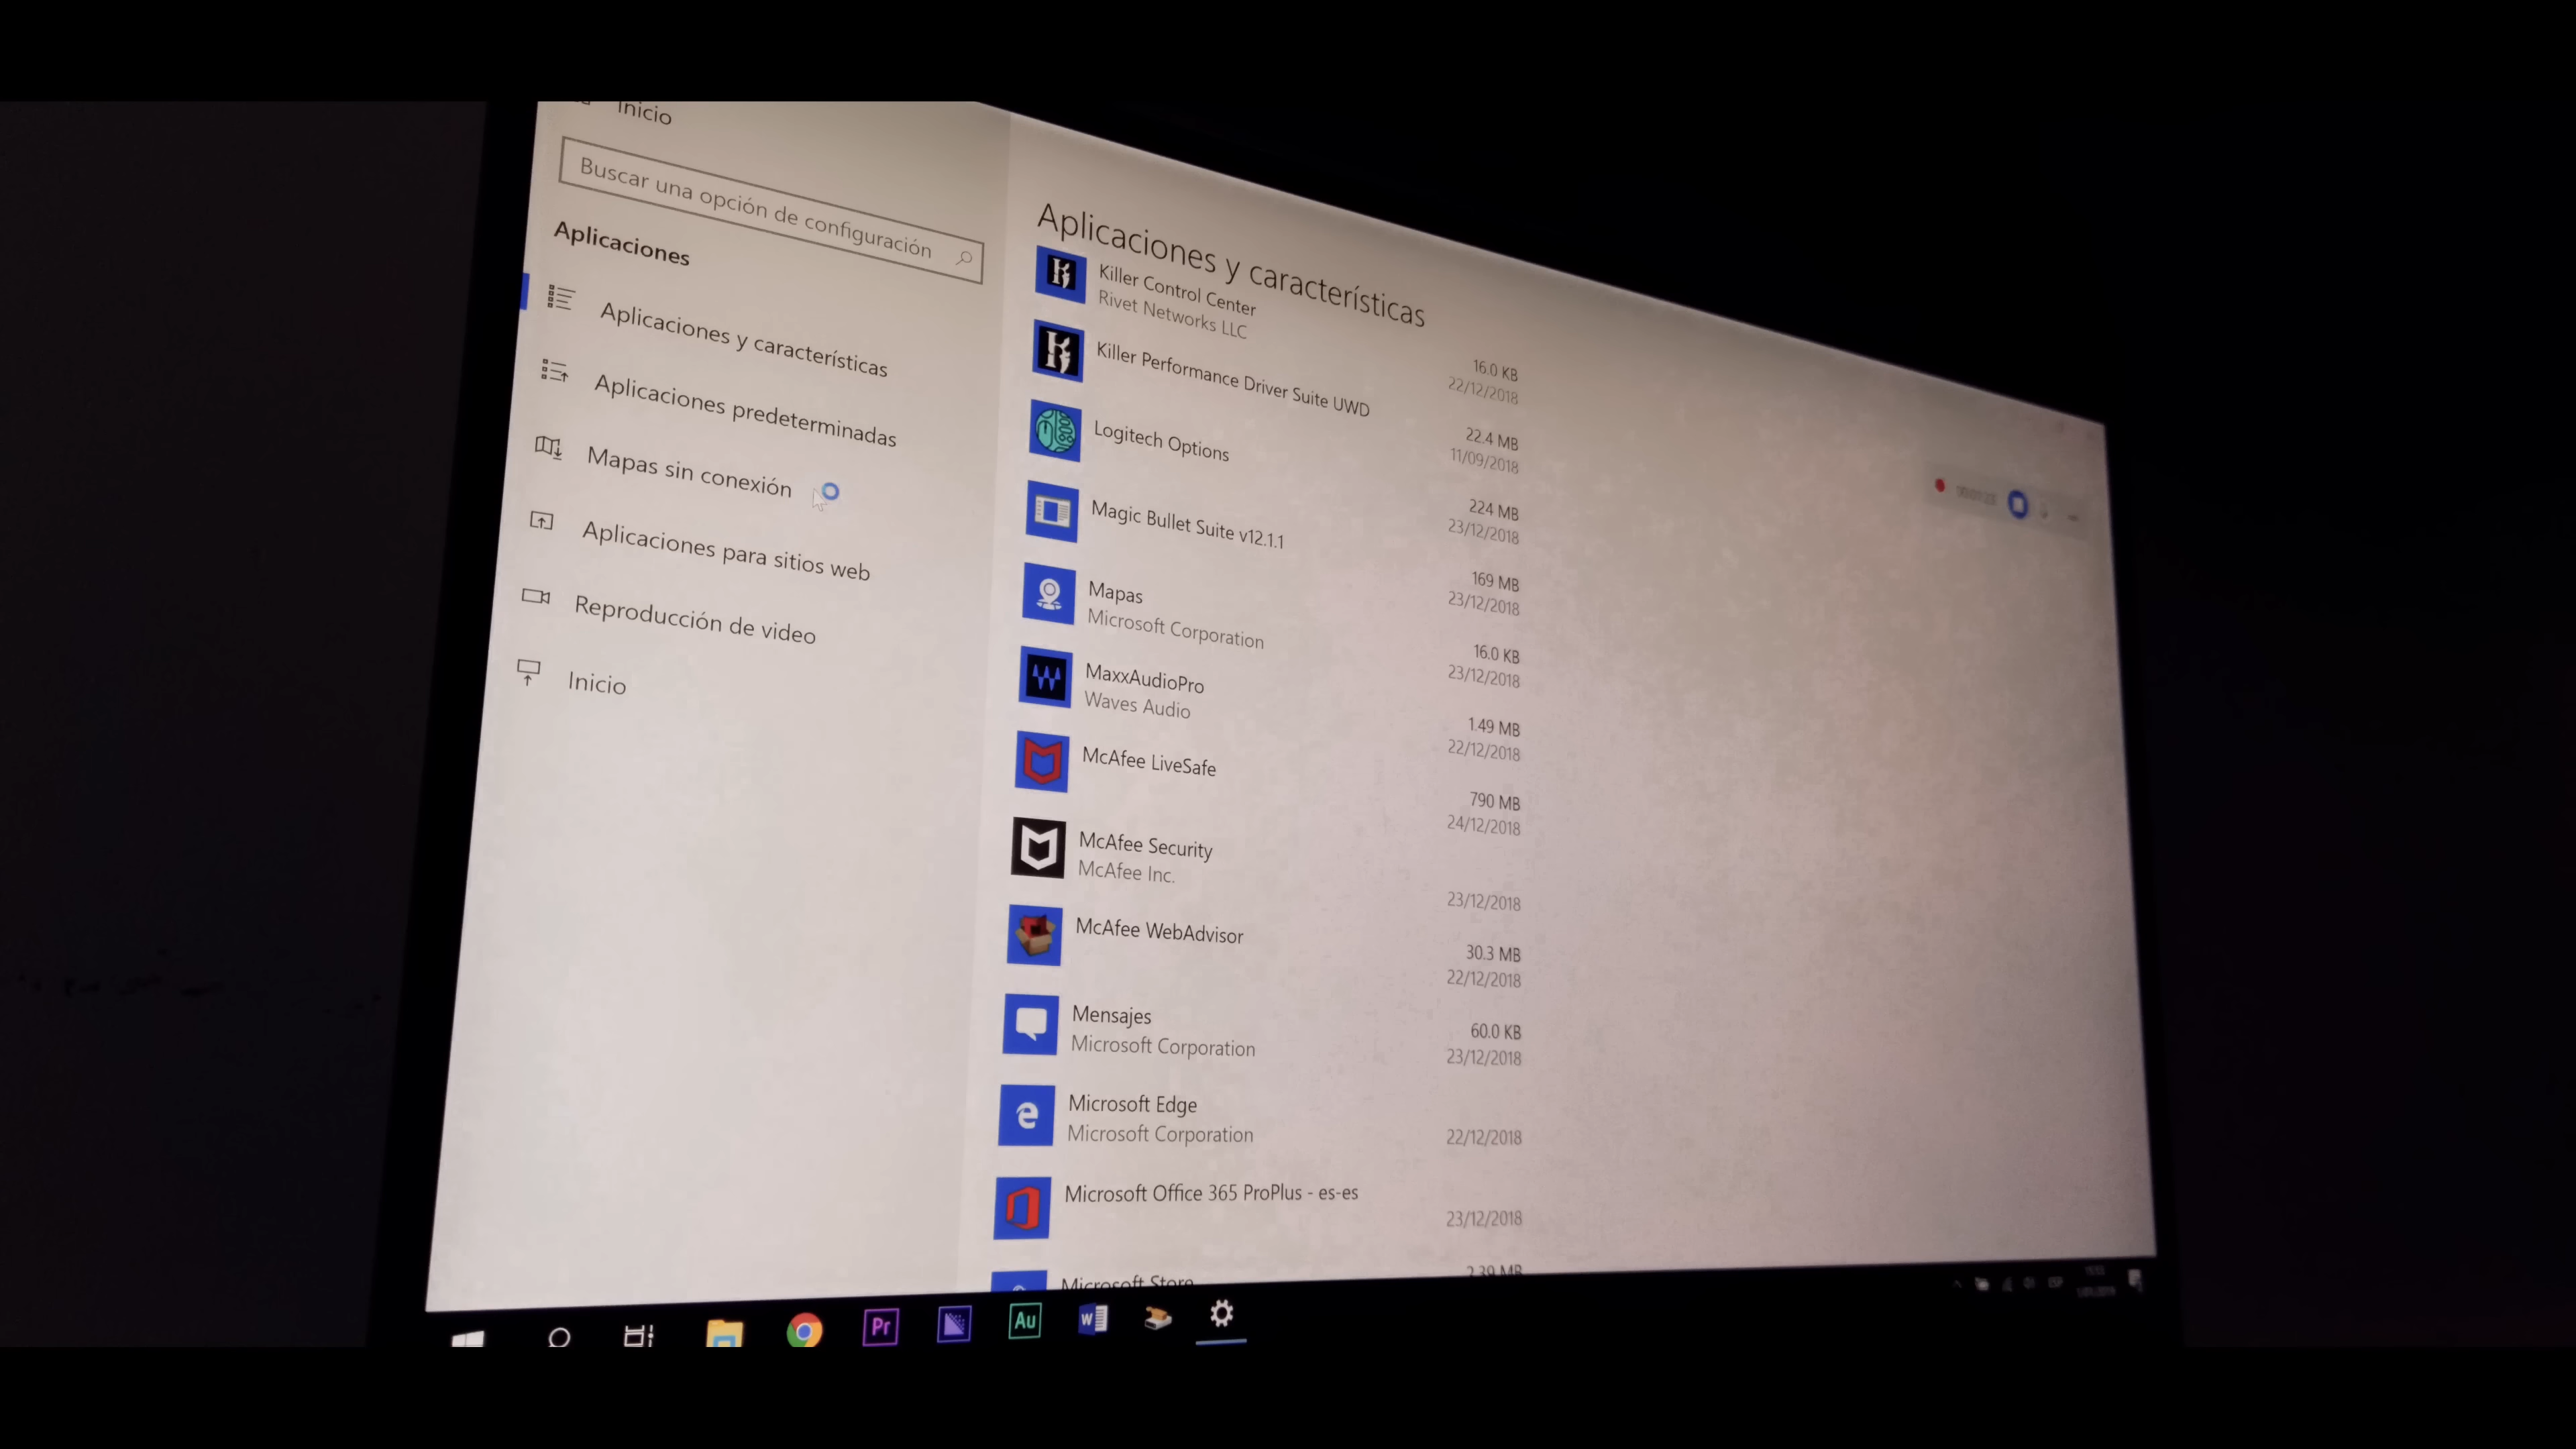 Inicio
Buscar una opción de configuración
Aplicaciones
Aplicaciones y características
Aplicaciones predeterminadas
Mapas sin conexión
Aplicaciones para sitios web
Reproducción de video
Inicio
Aplicaciones y características
Killer Control Center
Rivet Networks LLC
16.0 KB
22/12/2018
Killer Performance Driver Suite UWD
22.4 MB
11/09/2018
Logitech Options
224 MB
23/12/2018
Magic Bullet Suite v12.1.1
169 MB
23/12/2018
Mapas
Microsoft Corporation
16.0 KB
23/12/2018
MaxxAudioPro
Waves Audio
1.49 MB
22/12/2018
McAfee LiveSafe
790 MB
24/12/2018
McAfee Security
McAfee Inc.
23/12/2018
McAfee WebAdvisor
30.3 MB
22/12/2018
Mensajes
Microsoft Corporation
60.0 KB
23/12/2018
Microsoft Edge
Microsoft Corporation
22/12/2018
Microsoft Office 365 ProPlus - es-es
23/12/2018
Microsoft Store
2.39 MB
Pr
Au
W
ESP